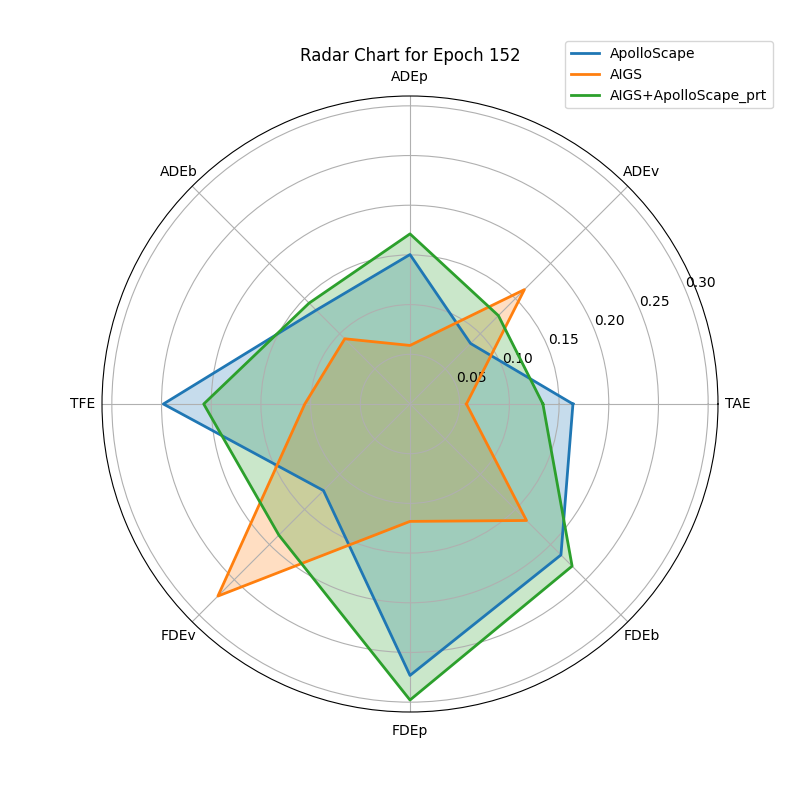 Radar Chart for Epoch 152
ApolloScape
AIGS
AIGS+ApolloScape_prt
ADEp
ADEb
ADEv
0.30
0.25
0.20
0.15
0.10
0.05
TFE
TAE
FDEv
FDEb
FDEp